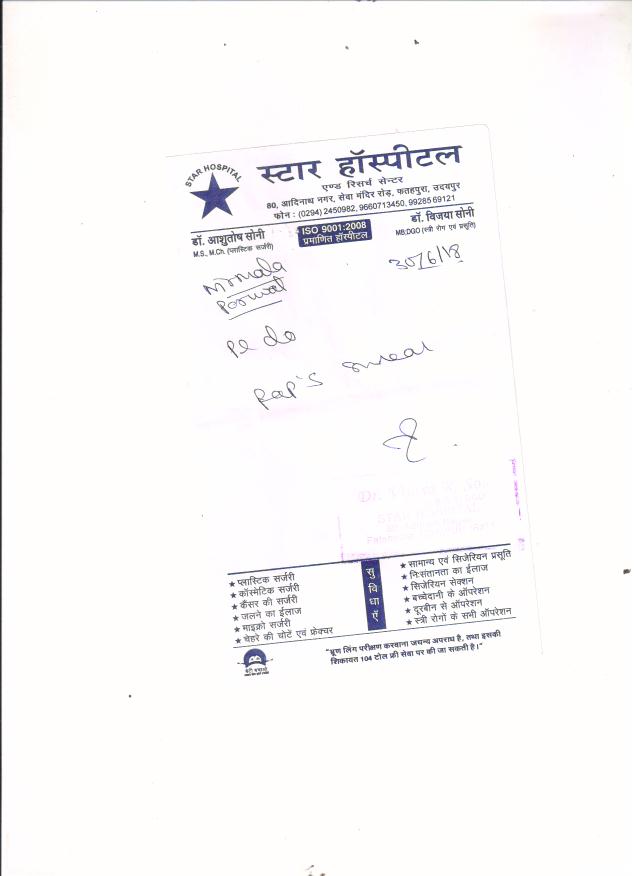 STAR HOSPITAL
स्टार हॉस्पीटल
एण्ड रिसर्च सेन्टर
80, आदिनाथ नगर, सेवा मंदिर रोड़, फतहपुरा, उदयपुर
फोन : (0294) 2450982, 9660713450, 99285 69121
डॉ. आशुतोष सोनी
M.S., M.Ch. (प्लास्टिक सर्जरी)
ISO 9001:2008
प्रमाणित हॉस्पीटल
डॉ. विजया सोनी
MB;DGO (स्त्री रोग एवं प्रसूति)
30/6/18
Nirmala
Porwal
Pl do
Pap's smear
★ प्लास्टिक सर्जरी
★ कॉस्मेटिक सर्जरी
★ कैंसर की सर्जरी
★ जलने का ईलाज
★ माइक्रो सर्जरी
★ चेहरे की चोटें एवं फ्रेक्चर
सुविधाएँ
★ सामान्य एवं सिजेरियन प्रसूति
★ निःसंतानता का ईलाज
★ सिजेरियन सेक्शन
★ बच्चेदानी के ऑपरेशन
★ दूरबीन से ऑपरेशन
★ स्त्री रोगों के सभी ऑपरेशन
"भ्रूण लिंग परीक्षण करवाना जघन्य अपराध है, तथा इसकी
शिकायत 104 टोल फ्री सेवा पर की जा सकती है।"